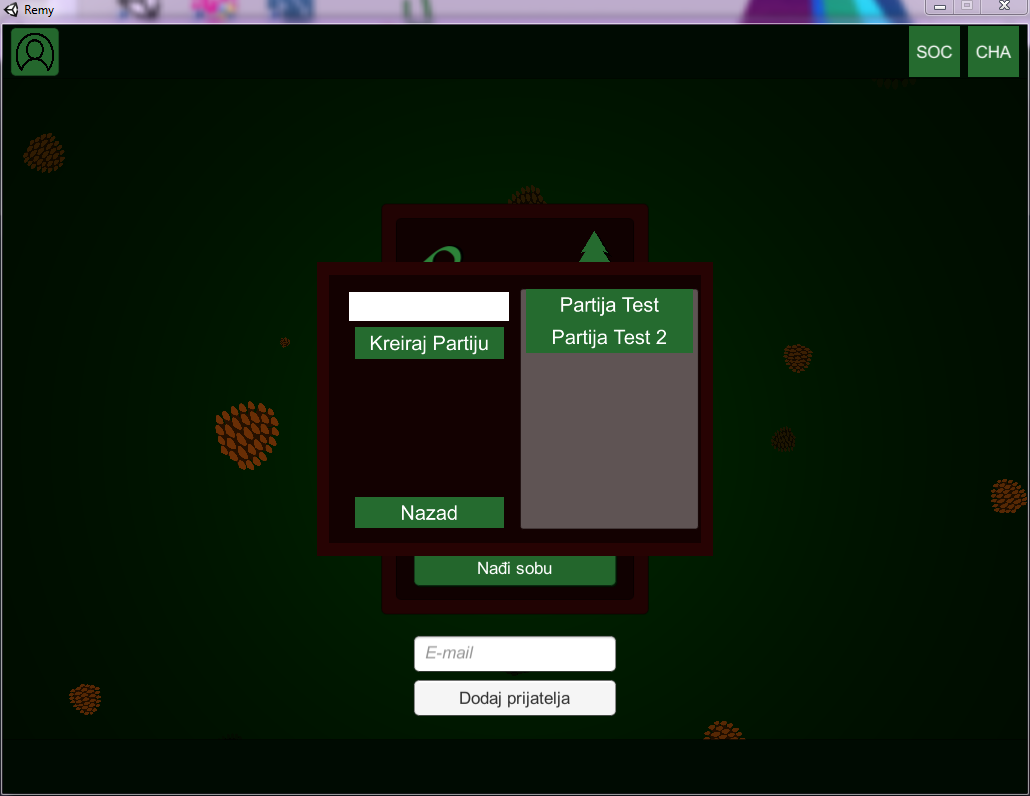 Remy
SOC
CHA
Partija Test
Kreiraj Partiju
Partija Test 2
Nazad
Nađi sobu
E-mail
Dodaj prijatelja